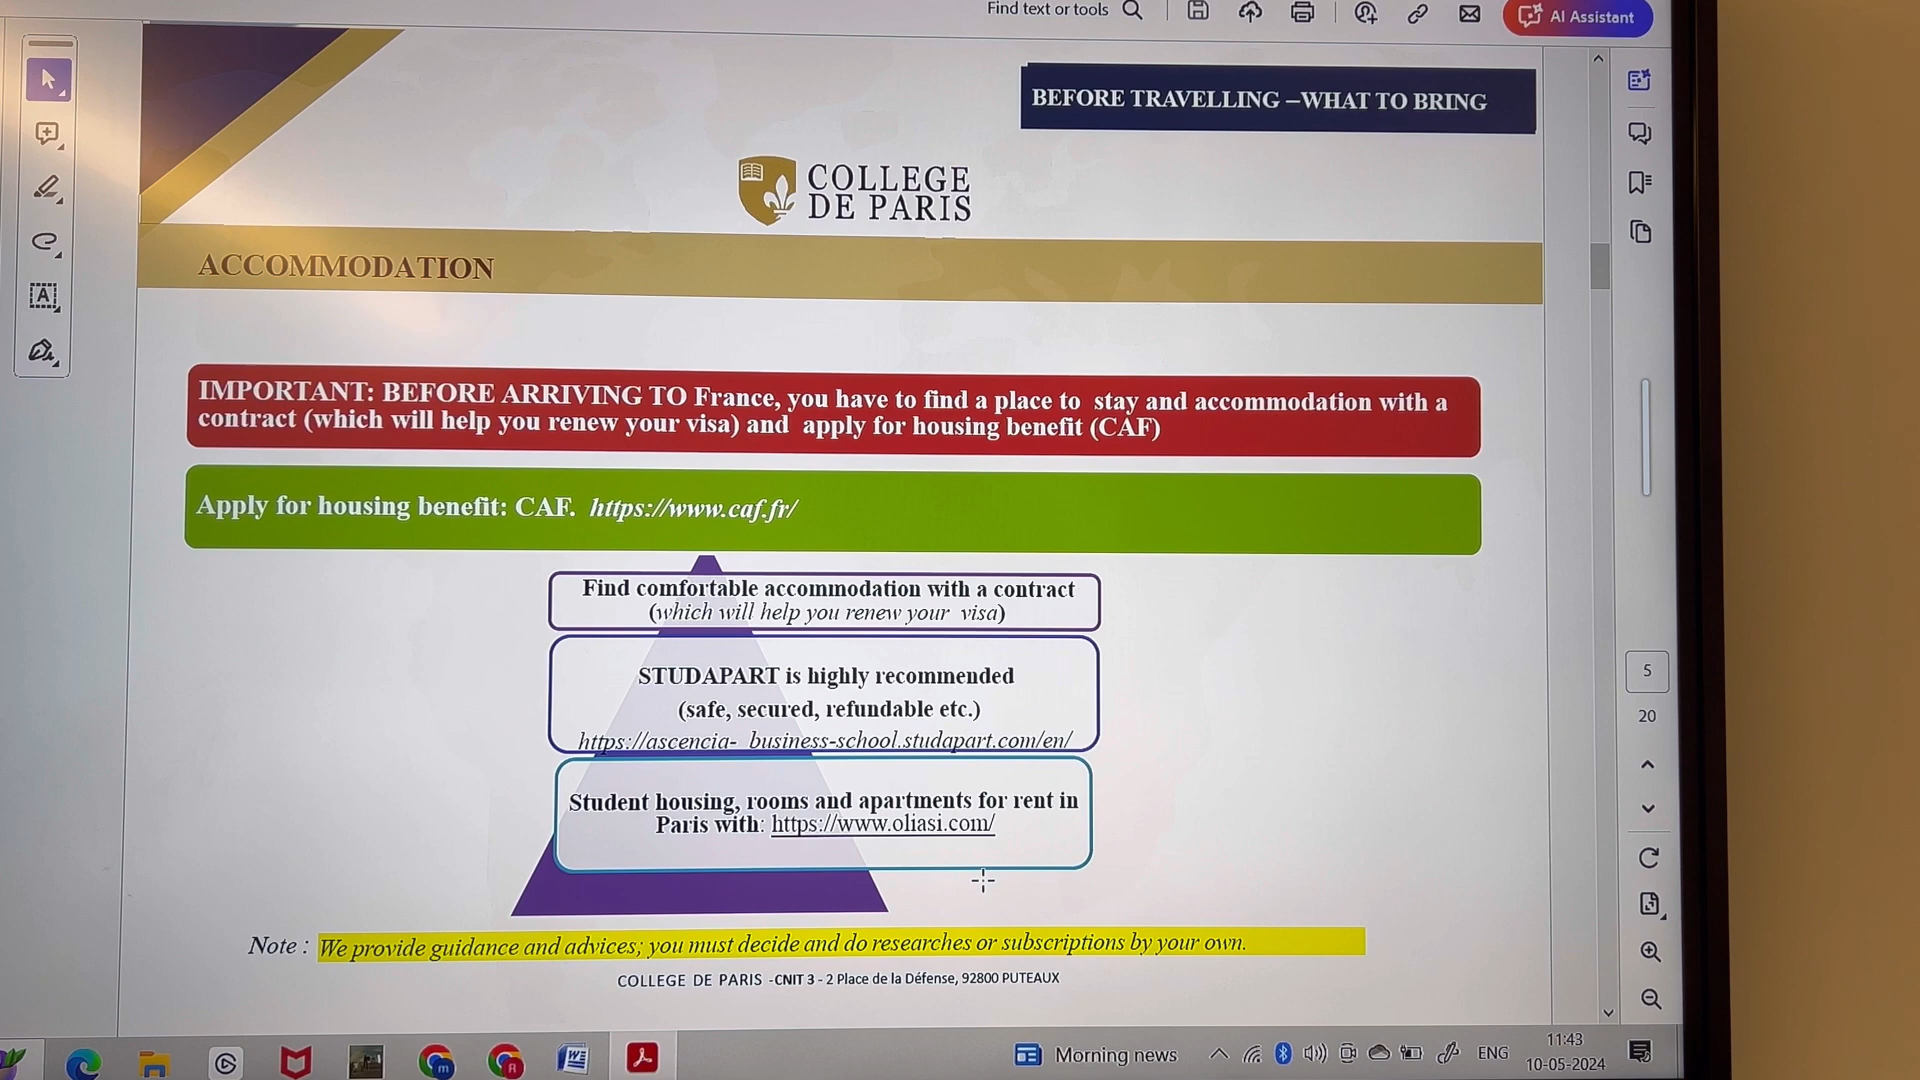 Find text or tools
AI Assistant
BEFORE TRAVELLING –WHAT TO BRING
COLLEGE
DE PARIS
ACCOMMODATION
IMPORTANT: BEFORE ARRIVING TO France, you have to find a place to stay and accommodation with a
contract (which will help you renew your visa) and apply for housing benefit (CAF)
Apply for housing benefit: CAF. https://www.caf.fr/
Find comfortable accommodation with a contract
(which will help you renew your visa)
STUDAPART is highly recommended
(safe, secured, refundable etc.)
https://ascencia- business-school.studapart.com/en/
Student housing, rooms and apartments for rent in
Paris with: https://www.oliasi.com/
Note : We provide guidance and advices; you must decide and do researches or subscriptions by your own.
COLLEGE DE PARIS -CNIT 3 - 2 Place de la Défense, 92800 PUTEAUX
5
20
Morning news
ENG
11:43
10-05-2024